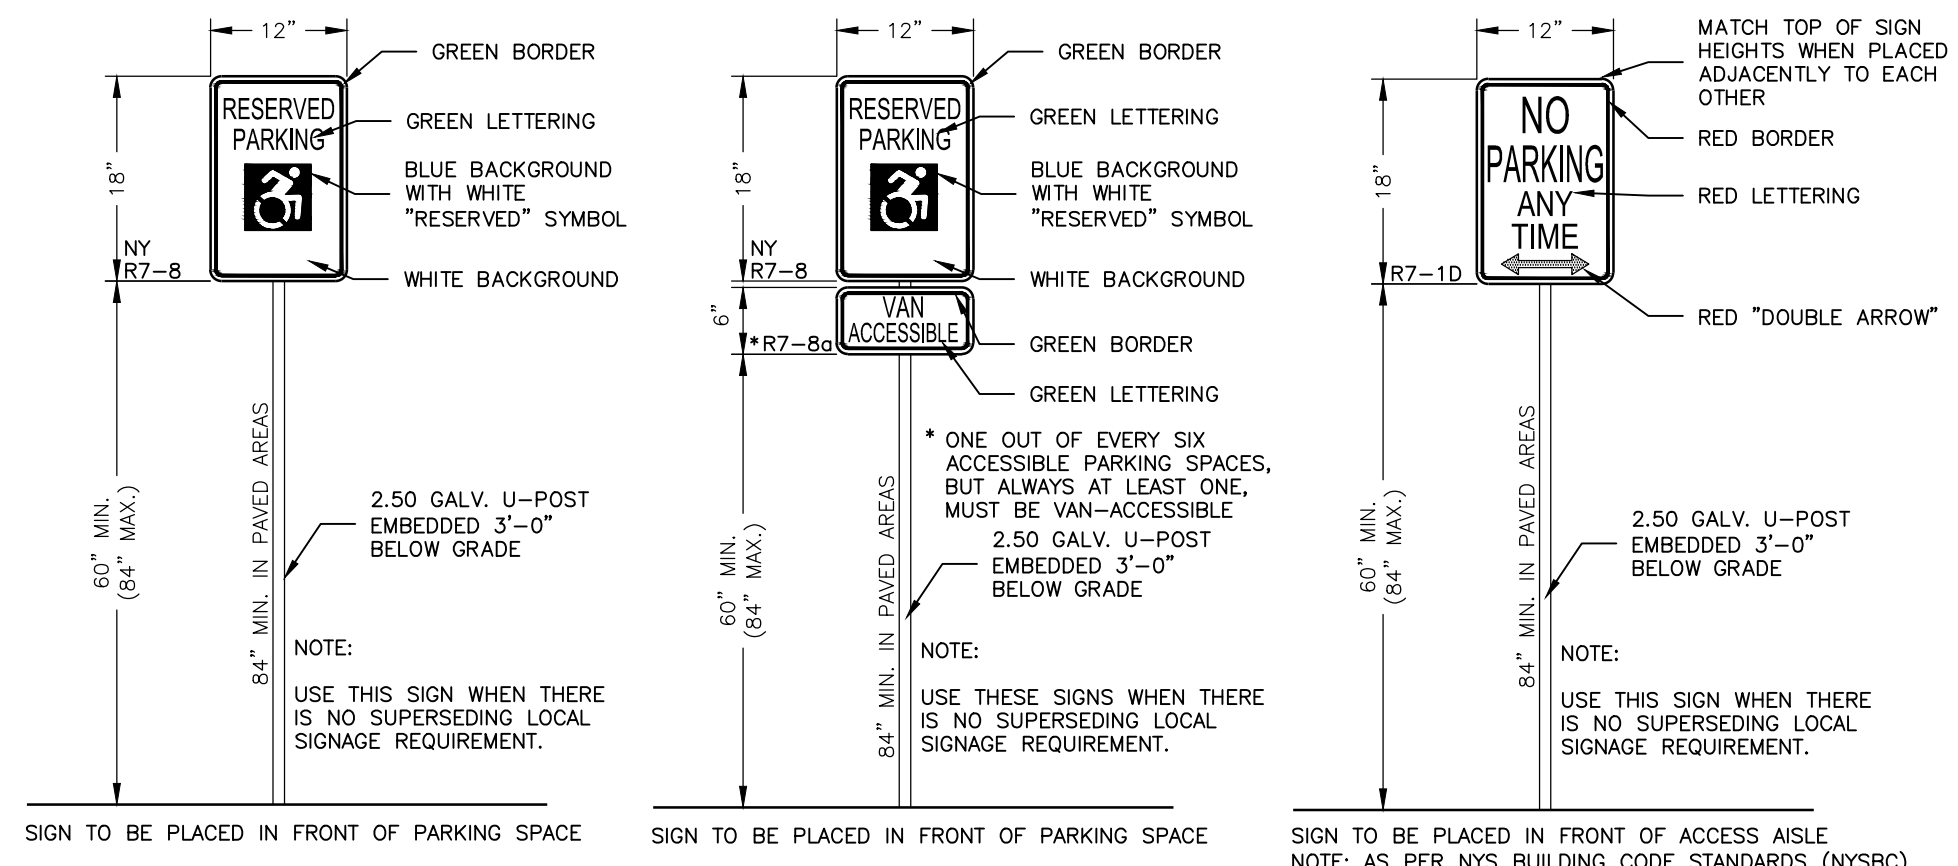 12"
GREEN BORDER
RESERVED
PARKING
GREEN LETTERING
BLUE BACKGROUND
WITH WHITE
"RESERVED" SYMBOL
18"
NY
R7-8
WHITE BACKGROUND
84" MIN. IN PAVED AREAS
60" MIN.
(84" MAX.)
2.50 GALV. U-POST
EMBEDDED 3'-0"
BELOW GRADE
NOTE:
USE THIS SIGN WHEN THERE
IS NO SUPERSEDING LOCAL
SIGNAGE REQUIREMENT.
SIGN TO BE PLACED IN FRONT OF PARKING SPACE
12"
GREEN BORDER
RESERVED
PARKING
GREEN LETTERING
BLUE BACKGROUND
WITH WHITE
"RESERVED" SYMBOL
18"
NY
R7-8
WHITE BACKGROUND
VAN
ACCESSIBLE
6"
*R7-8a
GREEN BORDER
GREEN LETTERING
* ONE OUT OF EVERY SIX
ACCESSIBLE PARKING SPACES,
BUT ALWAYS AT LEAST ONE,
MUST BE VAN-ACCESSIBLE
84" MIN. IN PAVED AREAS
60" MIN.
(84" MAX.)
2.50 GALV. U-POST
EMBEDDED 3'-0"
BELOW GRADE
NOTE:
USE THESE SIGNS WHEN THERE
IS NO SUPERSEDING LOCAL
SIGNAGE REQUIREMENT.
SIGN TO BE PLACED IN FRONT OF PARKING SPACE
12"
MATCH TOP OF SIGN
HEIGHTS WHEN PLACED
ADJACENTLY TO EACH
OTHER
NO
PARKING
ANY
TIME
RED BORDER
RED LETTERING
18"
R7-1D
RED "DOUBLE ARROW"
84" MIN. IN PAVED AREAS
60" MIN.
(84" MAX.)
2.50 GALV. U-POST
EMBEDDED 3'-0"
BELOW GRADE
NOTE:
USE THIS SIGN WHEN THERE
IS NO SUPERSEDING LOCAL
SIGNAGE REQUIREMENT.
SIGN TO BE PLACED IN FRONT OF ACCESS AISLE
NOTE: AS PER NYS BUILDING CODE STANDARDS (NYSBC)